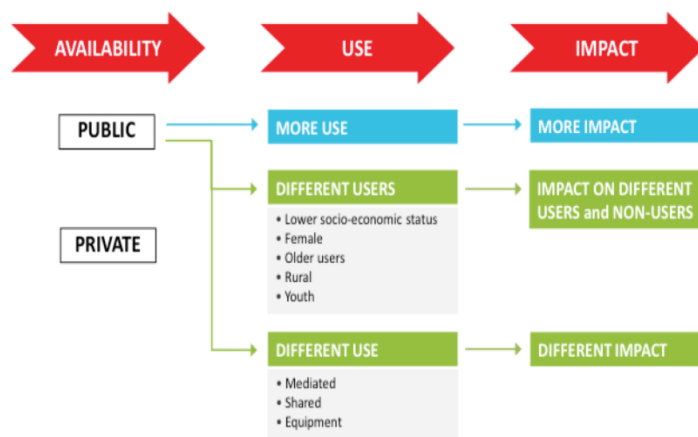 AVAILABILITY
USE
IMPACT
PUBLIC
MORE USE
MORE IMPACT
DIFFERENT USERS
• Lower socio-economic status
• Female
• Older users
• Rural
• Youth
IMPACT ON DIFFERENT
USERS and NON-USERS
PRIVATE
DIFFERENT USE
• Mediated
• Shared
• Equipment
DIFFERENT IMPACT